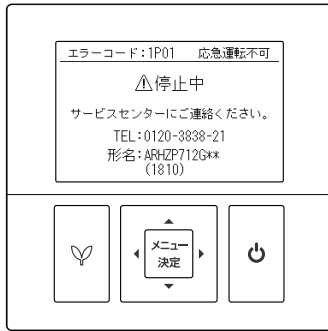 エラーコード:1P01 応急運転不可
⚠停止中
サービスセンターにご連絡ください。
TEL:0120-3838-21
形名:ARHZP712G**
(1810)
メニュー
決定